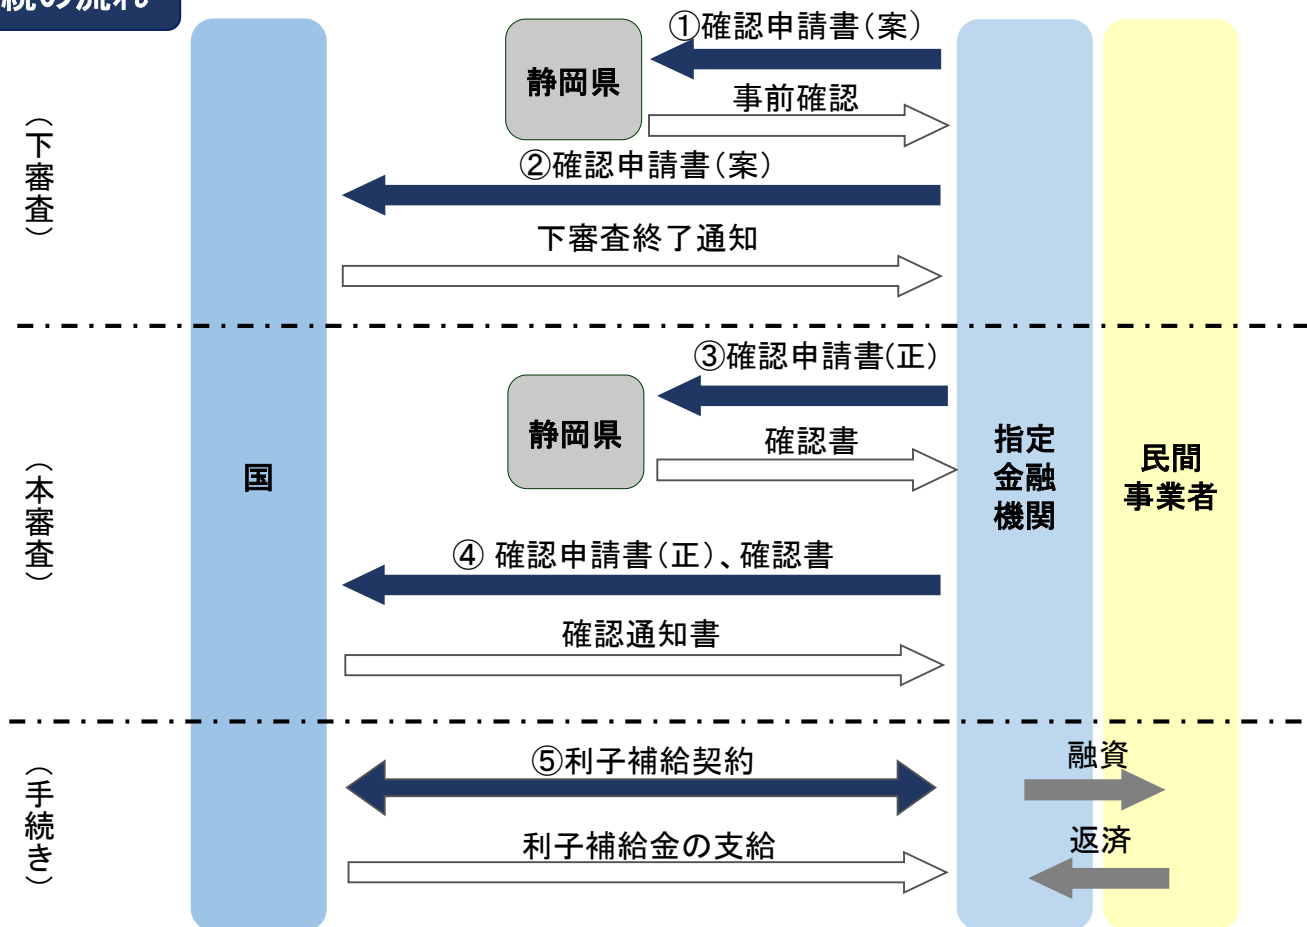 続の流れ
①確認申請書(案)
静岡県
事前確認
(下審査)
②確認申請書(案)
下審査終了通知
③確認申請書(正)
静岡県
確認書
(本審査)
国
指定
金融
機関
民間
事業者
④ 確認申請書(正)、確認書
確認通知書
(手続き)
⑤利子補給契約
融資
利子補給金の支給
返済